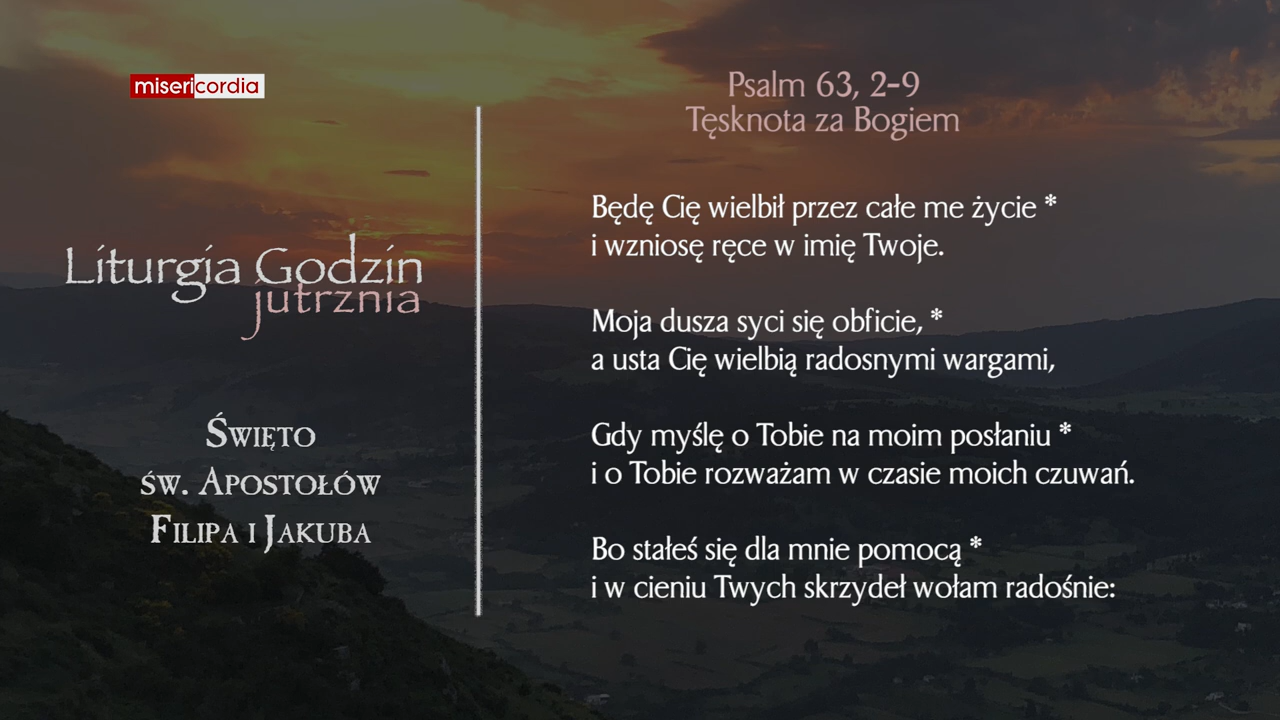 misericordia
Liturgia Godzin
jutrznia
Święto
św. Apostołów
Filipa i Jakuba
Psalm 63, 2-9
Tęsknota za Bogiem
Będę Cię wielbił przez całe me życie *
i wzniosę ręce w imię Twoje.
Moja dusza syci się obficie, *
a usta Cię wielbią radosnymi wargami,
Gdy myślę o Tobie na moim posłaniu *
i o Tobie rozważam w czasie moich czuwań.
Bo stałeś się dla mnie pomocą *
i w cieniu Twych skrzydeł wołam radośnie: